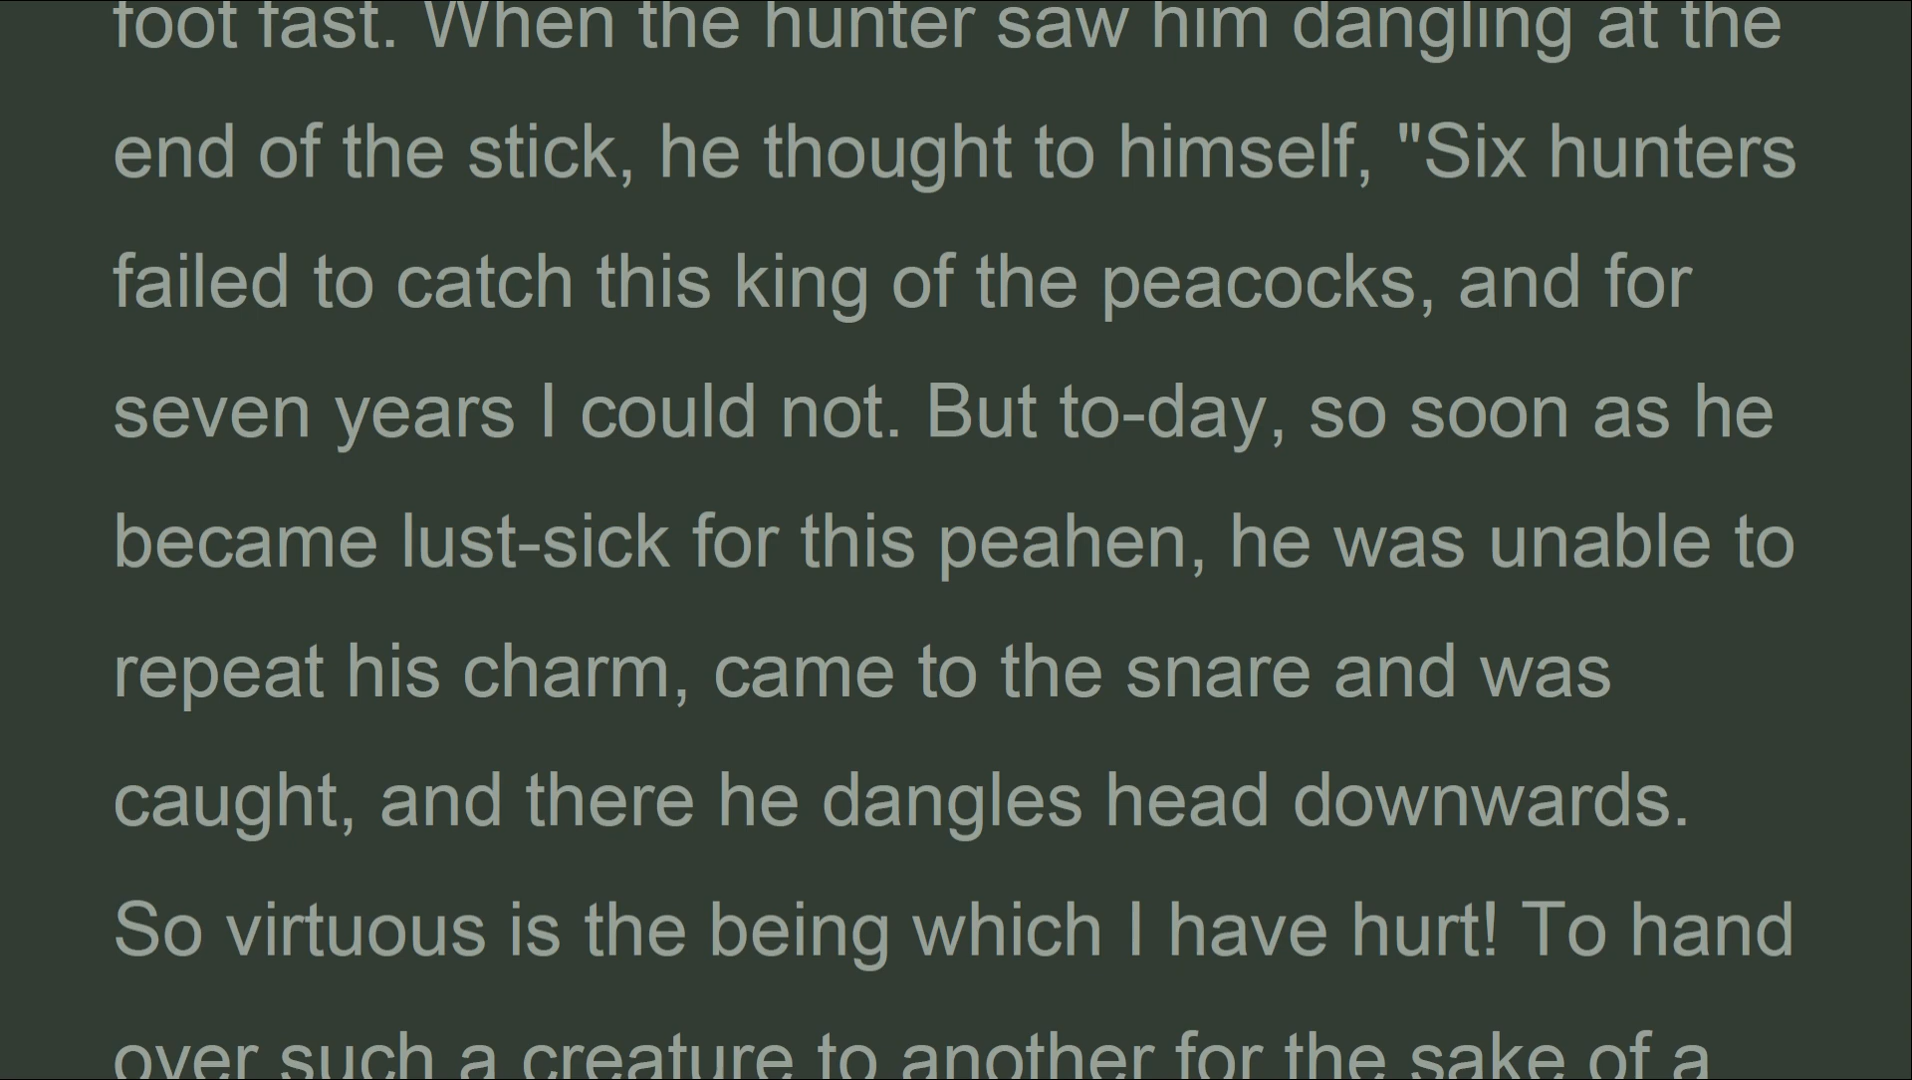 foot fast. When the hunter saw him dangling at the
end of the stick, he thought to himself, "Six hunters
failed to catch this king of the peacocks, and for
seven years I could not. But to-day, so soon as he
became lust-sick for this peahen, he was unable to
repeat his charm, came to the snare and was
caught, and there he dangles head downwards.
So virtuous is the being which I have hurt! To hand
over such a creature to another for the sake of a